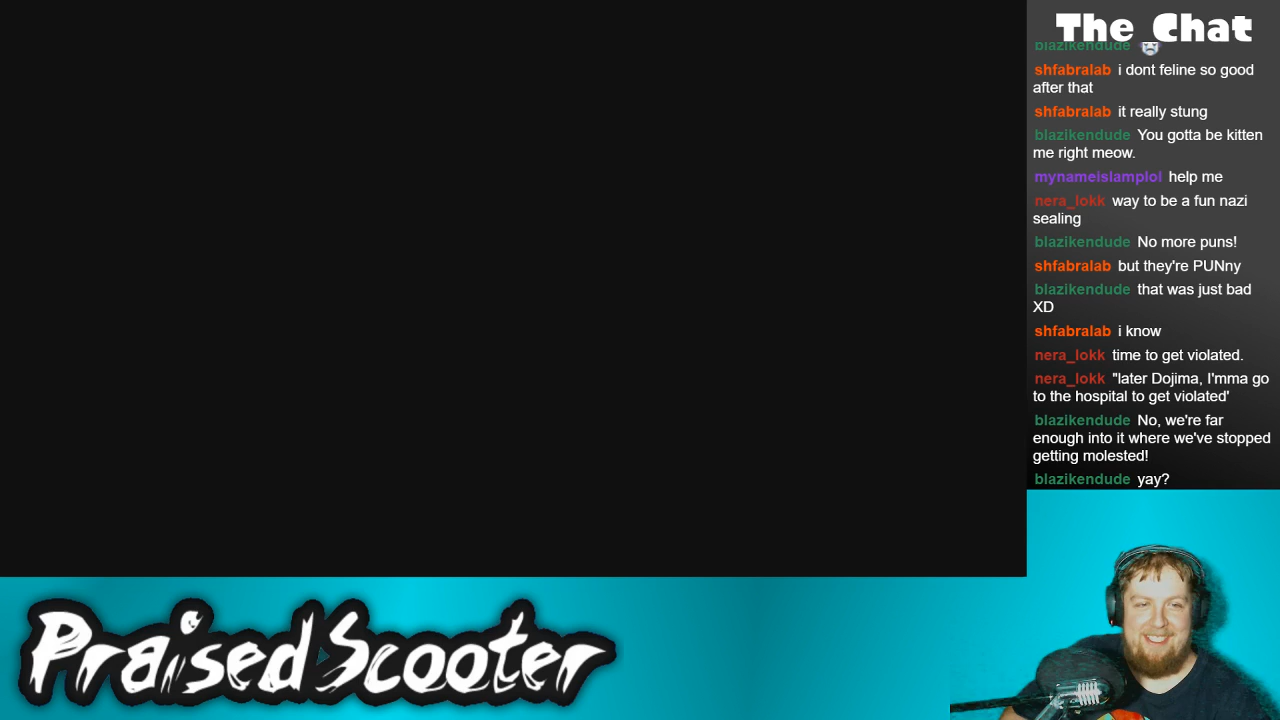 The Chat
blazikendude
shfabralab i dont feline so good
after that
shfabralab it really stung
blazikendude You gotta be kitten
me right meow.
mynameislamplol help me
nera_lokk way to be a fun nazi
sealing
blazikendude No more puns!
shfabralab but they're PUNny
blazikendude that was just bad
XD
shfabralab i know
nera_lokk time to get violated.
nera_lokk "later Dojima, I'mma go
to the hospital to get violated'
blazikendude No, we're far
enough into it where we've stopped
getting molested!
blazikendude yay?
PraisedScooter